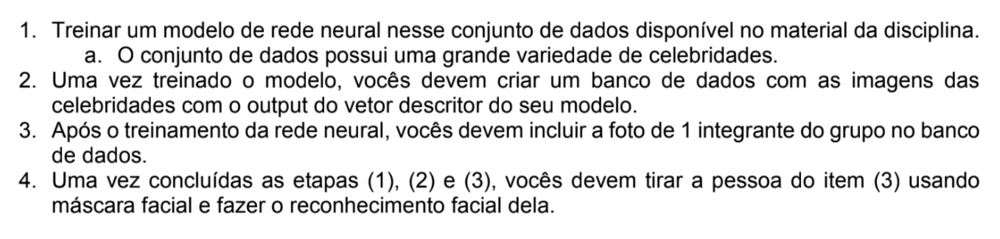 1. Treinar um modelo de rede neural nesse conjunto de dados disponível no material da disciplina.
a. O conjunto de dados possui uma grande variedade de celebridades.
2. Uma vez treinado o modelo, vocês devem criar um banco de dados com as imagens das
celebridades com o output do vetor descritor do seu modelo.
3. Após o treinamento da rede neural, vocês devem incluir a foto de 1 integrante do grupo no banco
de dados.
4. Uma vez concluídas as etapas (1), (2) e (3), vocês devem tirar a pessoa do item (3) usando
máscara facial e fazer o reconhecimento facial dela.